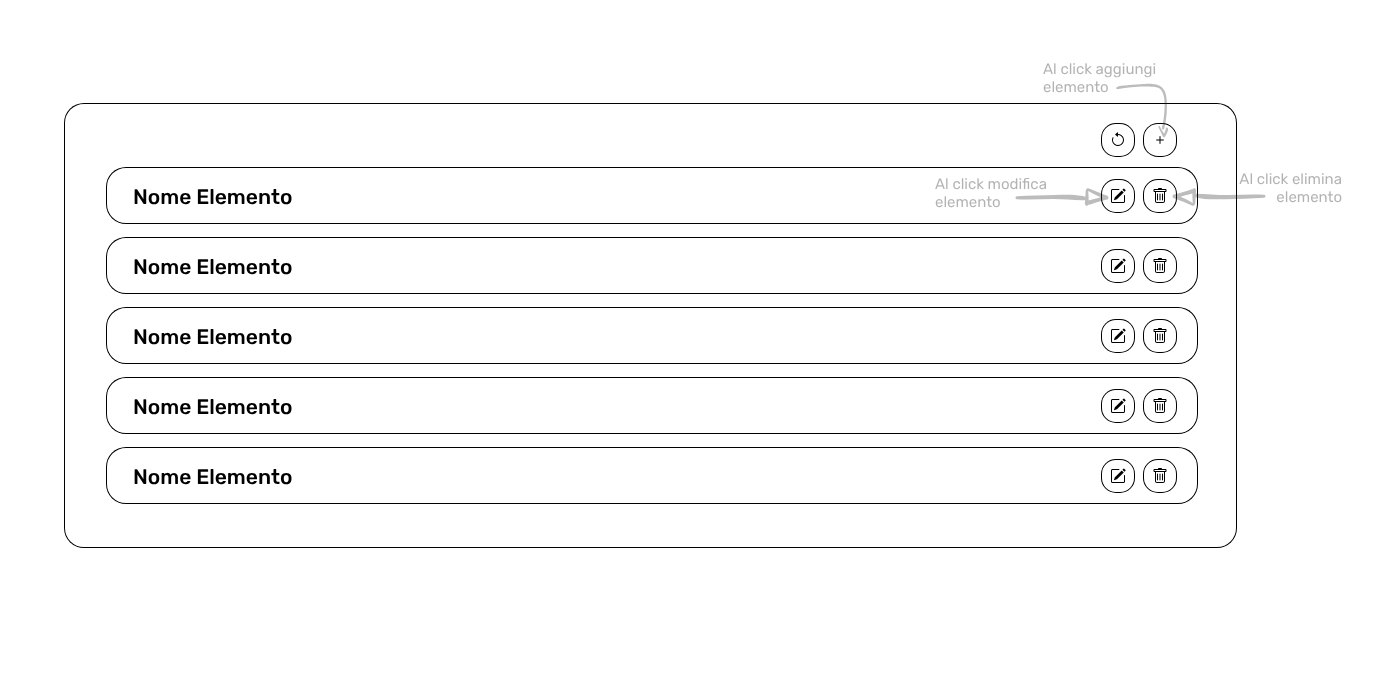 Al click aggiungi
elemento
Nome Elemento
Al click modifica
elemento
Al click elimina
elemento
Nome Elemento
Nome Elemento
Nome Elemento
Nome Elemento